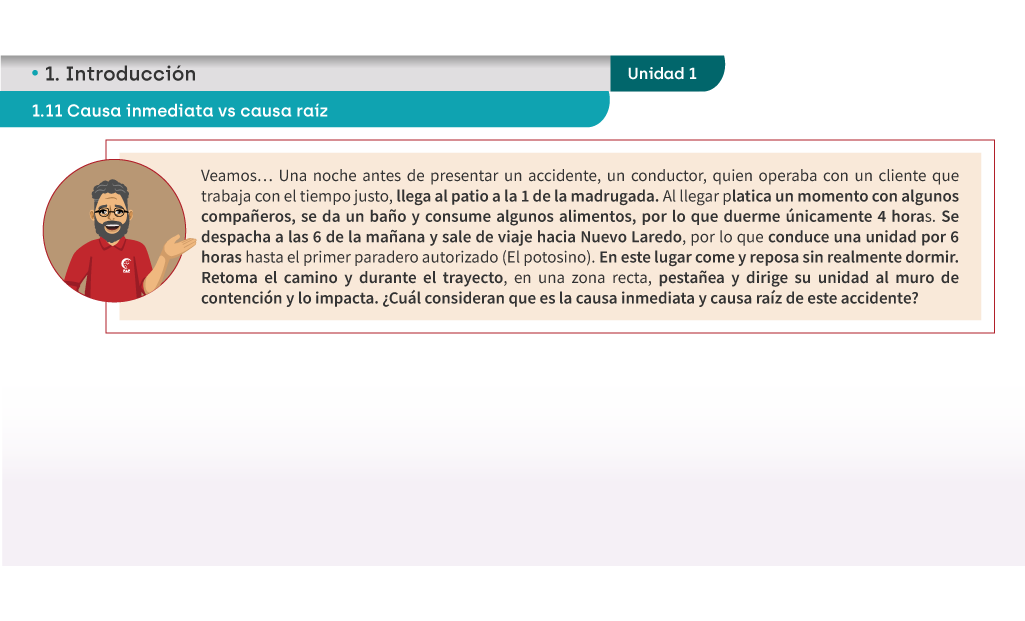 • 1. Introducción
Unidad 1
1.11 Causa inmediata vs causa raíz
Veamos… Una noche antes de presentar un accidente, un conductor, quien operaba con un cliente que
trabaja con el tiempo justo, llega al patio a la 1 de la madrugada. Al llegar platica un momento con algunos
compañeros, se da un baño y consume algunos alimentos, por lo que duerme únicamente 4 horas. Se
despacha a las 6 de la mañana y sale de viaje hacia Nuevo Laredo, por lo que conduce una unidad por 6
horas hasta el primer paradero autorizado (El potosino). En este lugar come y reposa sin realmente dormir.
Retoma el camino y durante el trayecto, en una zona recta, pestañea y dirige su unidad al muro de
contención y lo impacta. ¿Cuál consideran que es la causa inmediata y causa raíz de este accidente?